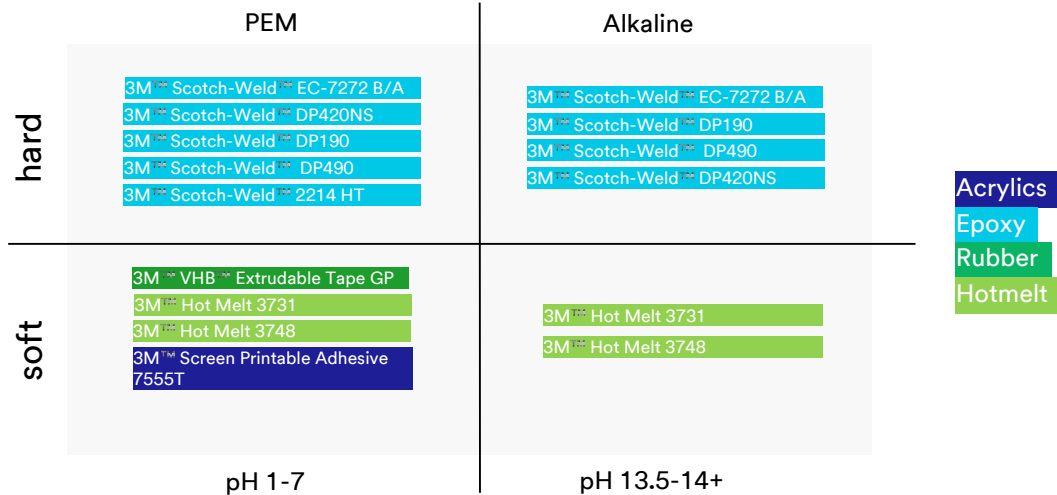 PEM
Alkaline
hard
3M™ Scotch-Weld™ EC-7272 B/A
3M™ Scotch-Weld™ DP420NS
3M™ Scotch-Weld™ DP190
3M™ Scotch-Weld™ DP490
3M™ Scotch-Weld™ 2214 HT
3M™ Scotch-Weld™ EC-7272 B/A
3M™ Scotch-Weld™ DP190
3M™ Scotch-Weld™ DP490
3M™ Scotch-Weld™ DP420NS
Acrylics
Epoxy
Rubber
Hotmelt
soft
3M™ VHB™ Extrudable Tape GP
3M™ Hot Melt 3731
3M™ Hot Melt 3748
3M™ Screen Printable Adhesive
7555T
3M™ Hot Melt 3731
3M™ Hot Melt 3748
pH 1-7
pH 13.5-14+